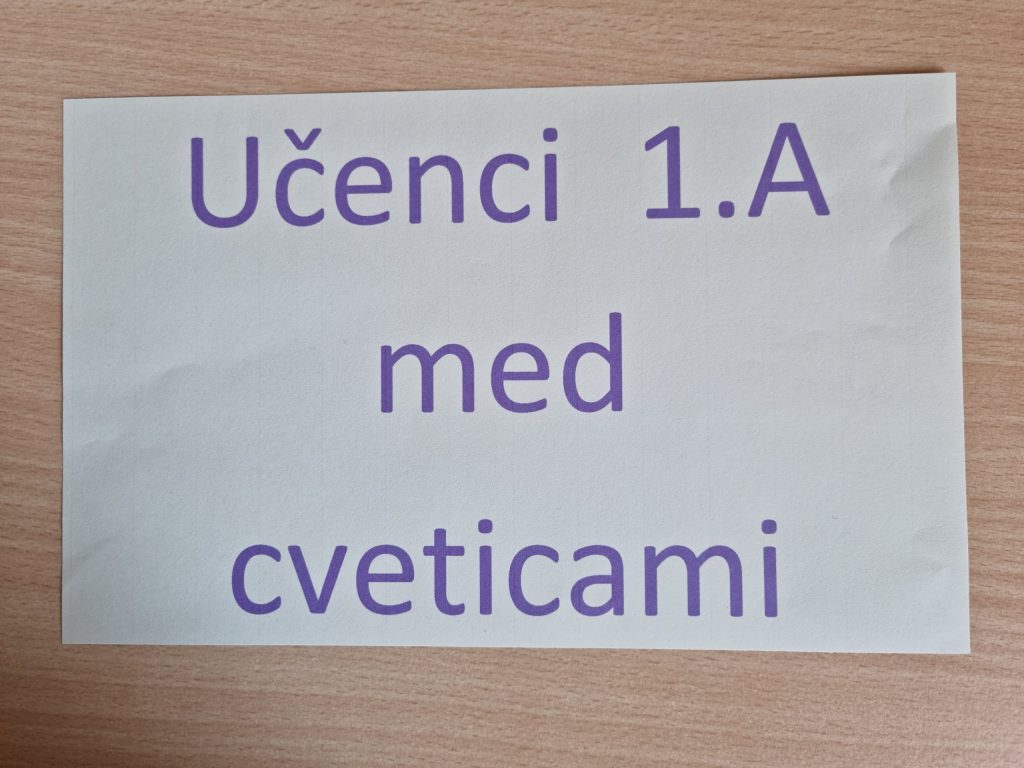 Učenci 1.A
med
cveticami